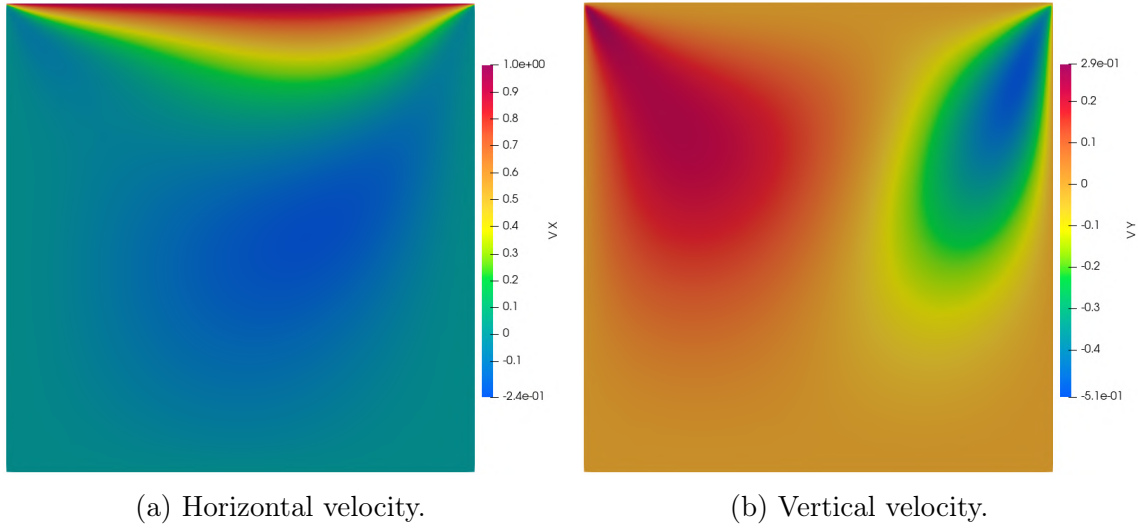 1.0e+00
0.9
0.8
0.7
0.6
0.5
0.4
0.3
0.2
0.1
0
-0.1
-2.4e-01
VX
2.9e-01
0.2
0.1
0
-0.1
-0.2
-0.3
-0.4
-5.1e-01
VY
(a) Horizontal velocity.
(b) Vertical velocity.